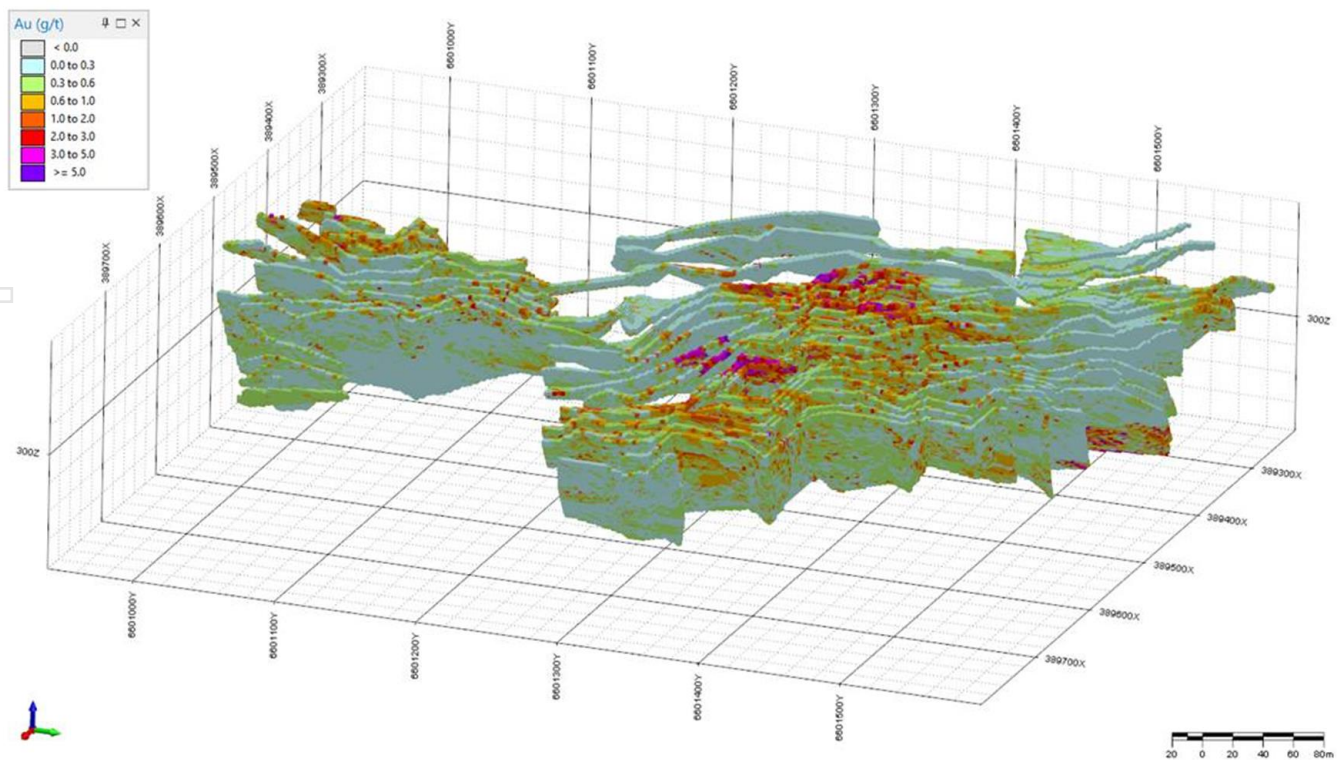 Au (g/t)
< 0.0
0.0 to 0.3
0.3 to 0.6
0.6 to 1.0
1.0 to 2.0
2.0 to 3.0
3.0 to 5.0
>= 5.0
6601000Y
6601100Y
6601200Y
6601300Y
6601400Y
6601500Y
389300X
389400X
389500X
389600X
389700X
300Z
300Z
389300X
389400X
389500X
389600X
389700X
6601000Y
6601100Y
6601200Y
6601300Y
6601400Y
6601500Y
20 0 20 40 60 80m